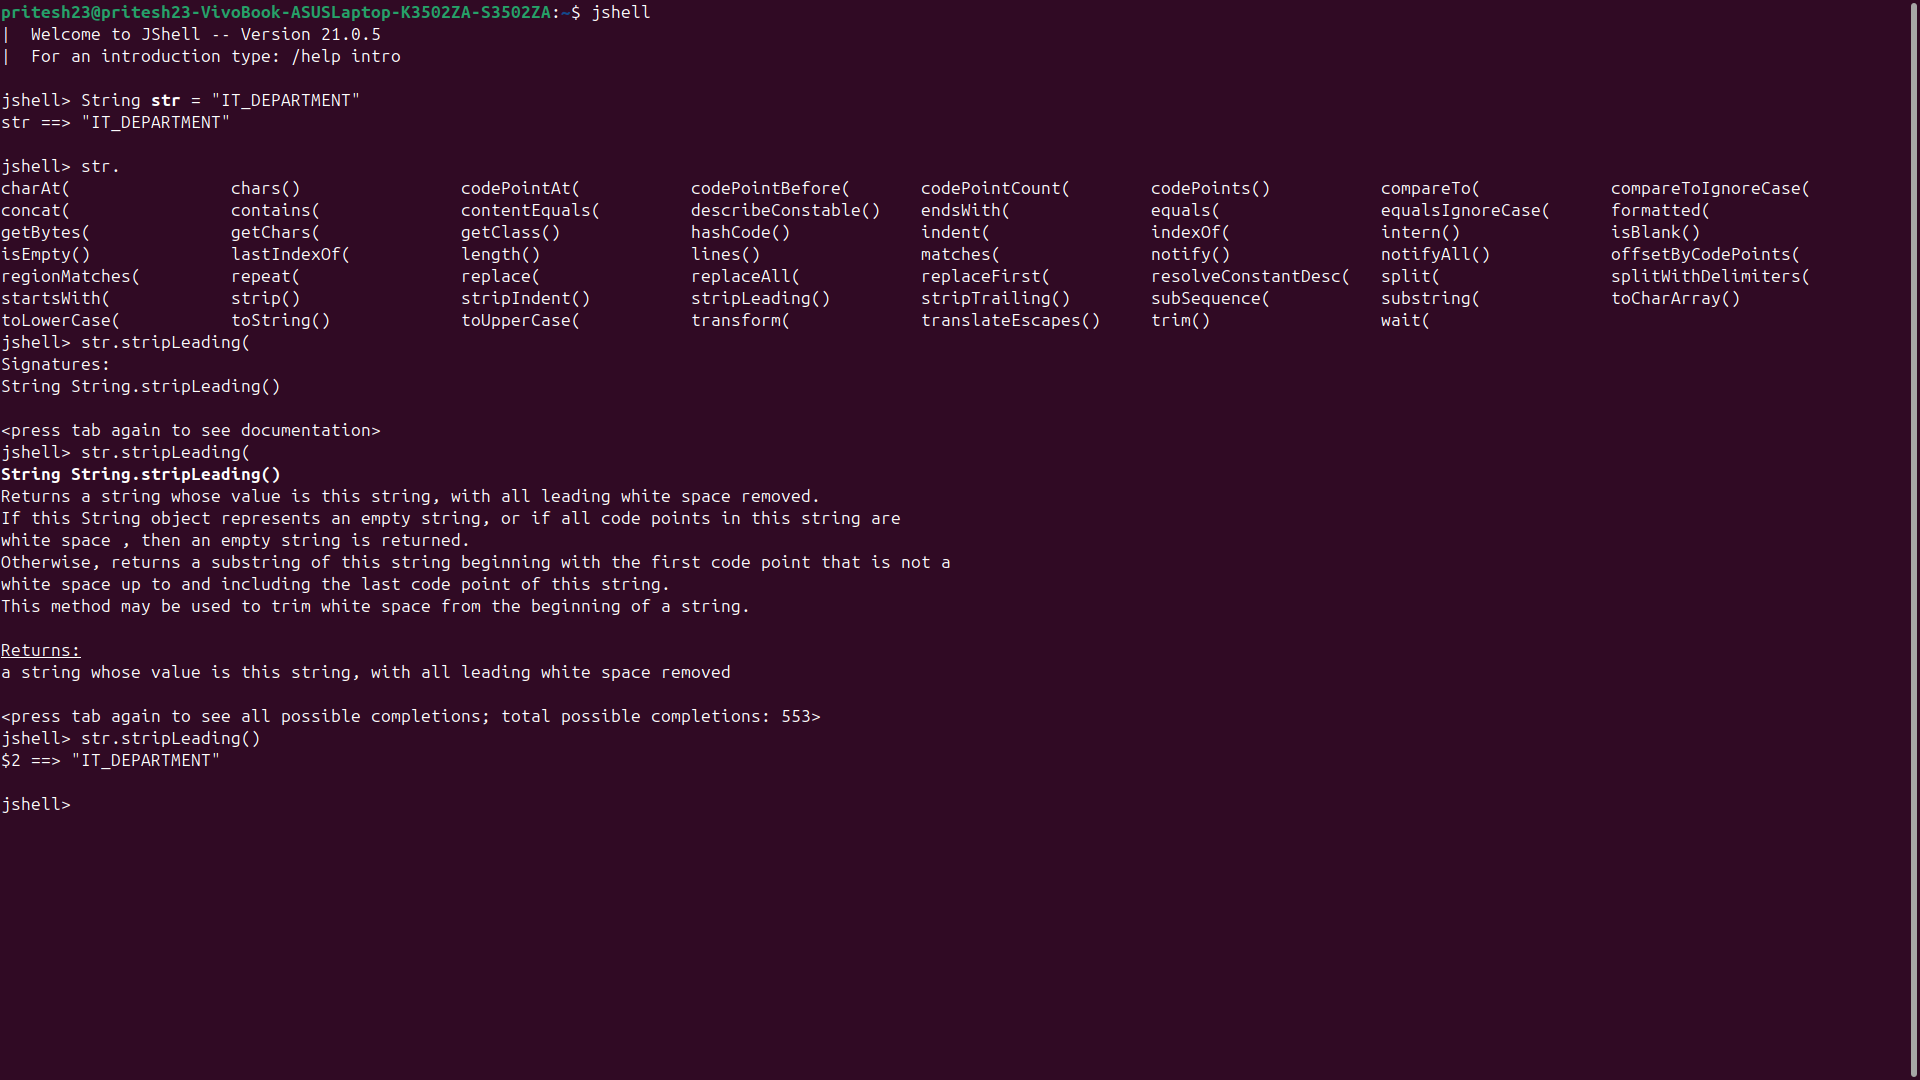 pritesh23@pritesh23-VivoBook-ASUSLaptop-K3502ZA-S3502ZA:~$ jshell
|  Welcome to JShell -- Version 21.0.5
|  For an introduction type: /help intro
jshell> String str = "IT_DEPARTMENT"
str ==> "IT_DEPARTMENT"
jshell> str.
charAt( chars() codePointAt( codePointBefore( codePointCount( codePoints() compareTo( compareToIgnoreCase(
concat( contains( contentEquals( describeConstable() endsWith( equals( equalsIgnoreCase( formatted(
getBytes( getChars( getClass() hashCode() indent( indexOf( intern() isBlank()
isEmpty() lastIndexOf( length() lines() matches( notify() notifyAll() offsetByCodePoints(
regionMatches( repeat( replace( replaceAll( replaceFirst( resolveConstantDesc( split( splitWithDelimiters(
startsWith( strip() stripIndent() stripLeading() stripTrailing() subSequence( substring( toCharArray()
toLowerCase( toString() toUpperCase( transform( translateEscapes() trim() wait(
jshell> str.stripLeading(
Signatures:
String String.stripLeading()
<press tab again to see documentation>
jshell> str.stripLeading(
String String.stripLeading()
Returns a string whose value is this string, with all leading white space removed.
If this String object represents an empty string, or if all code points in this string are
white space , then an empty string is returned.
Otherwise, returns a substring of this string beginning with the first code point that is not a
white space up to and including the last code point of this string.
This method may be used to trim white space from the beginning of a string.
Returns:
a string whose value is this string, with all leading white space removed
<press tab again to see all possible completions; total possible completions: 553>
jshell> str.stripLeading()
$2 ==> "IT_DEPARTMENT"
jshell>